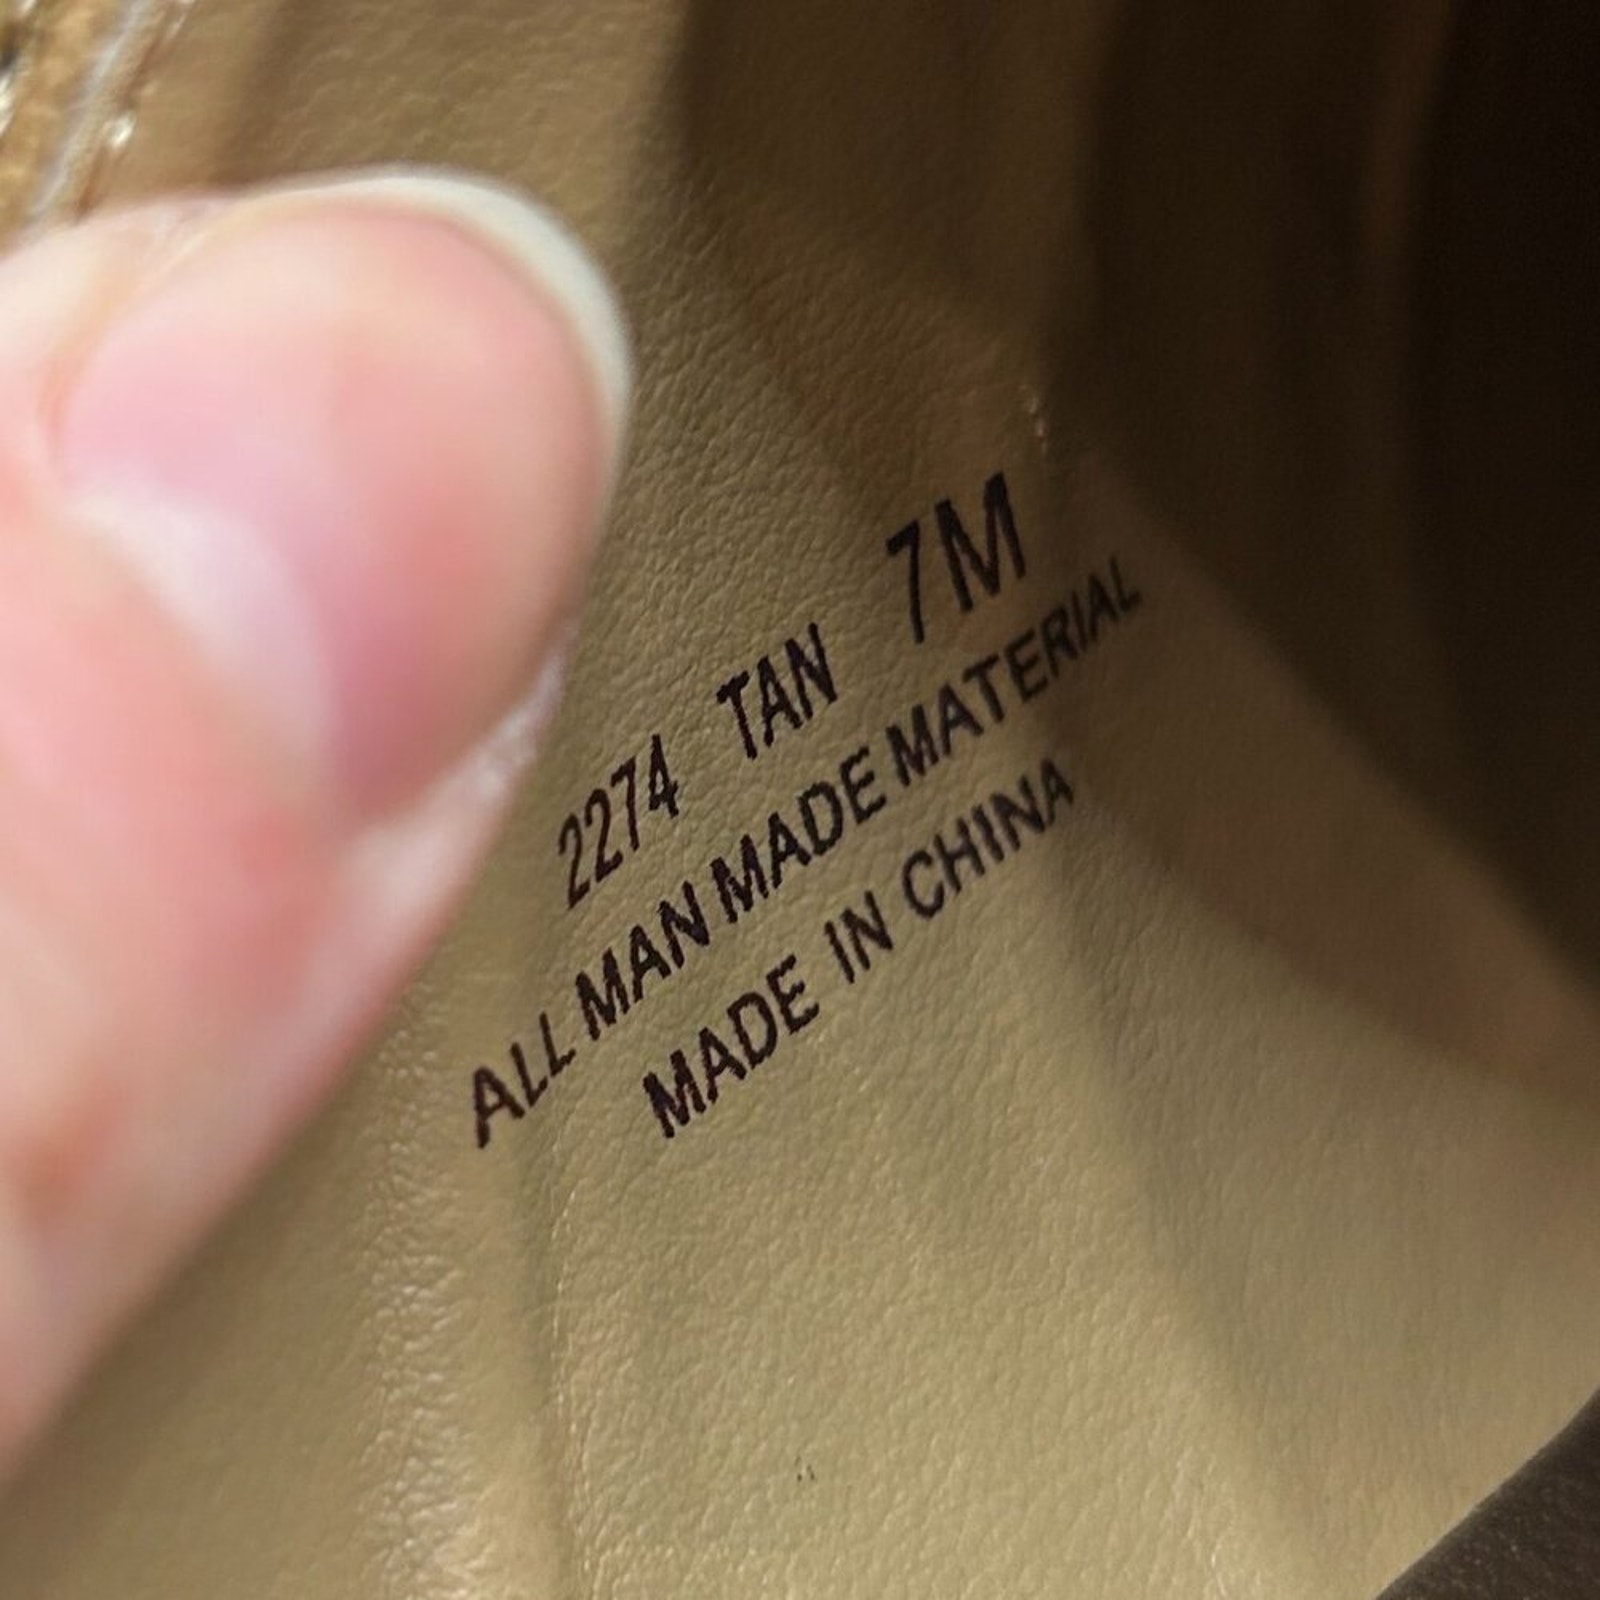 2274 TAN 7M
ALL MAN MADE MATERIAL
MADE IN CHINA